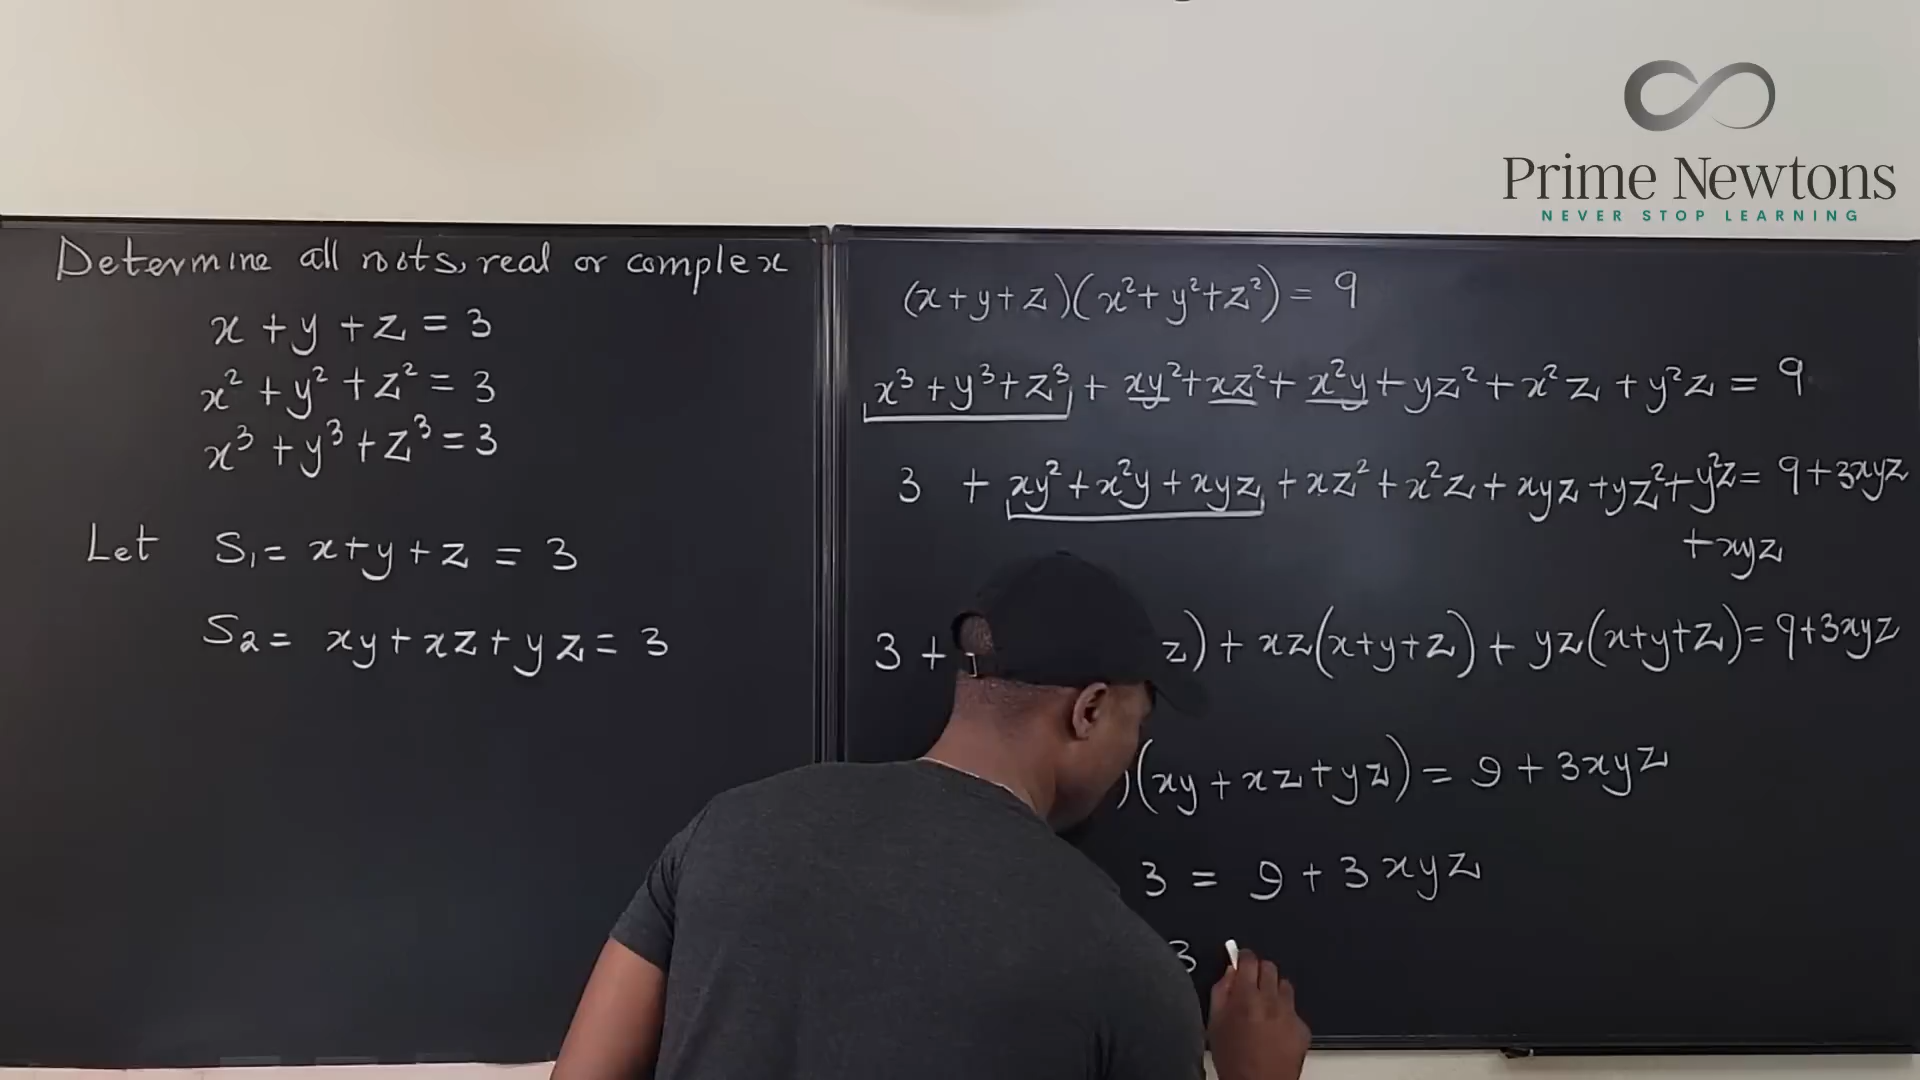 Prime Newtons
NEVER STOP LEARNING
Determine all roots, real or complex
x + y + z = 3
x² + y² + z² = 3
x³ + y³ + z³ = 3
Let S₁ = x+y+z = 3
S₂ = xy+xz+yz = 3
(x+y+z)(x²+y²+z²) = 9
x³+y³+z³ + xy²+xz²+x²y+yz²+x²z+y²z = 9
3 + xy²+x²y+xyz+xz²+x²z+xyz+yz²+y²z = 9+3xyz
+xyz
3 + z) + xz(x+y+z) + yz(x+y+z) = 9+3xyz
)(xy+xz+yz) = 9+3xyz
3 = 9+3xyz
3